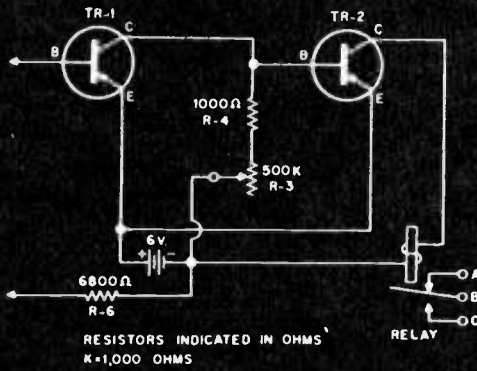 TR-1
TR-2
C
C
B
B
E
E
1000Ω
R-4
500K
R-3
6V.
+ -
6800Ω
R-6
A
B
C
RELAY
RESISTORS INDICATED IN OHMS
K=1,000 OHMS